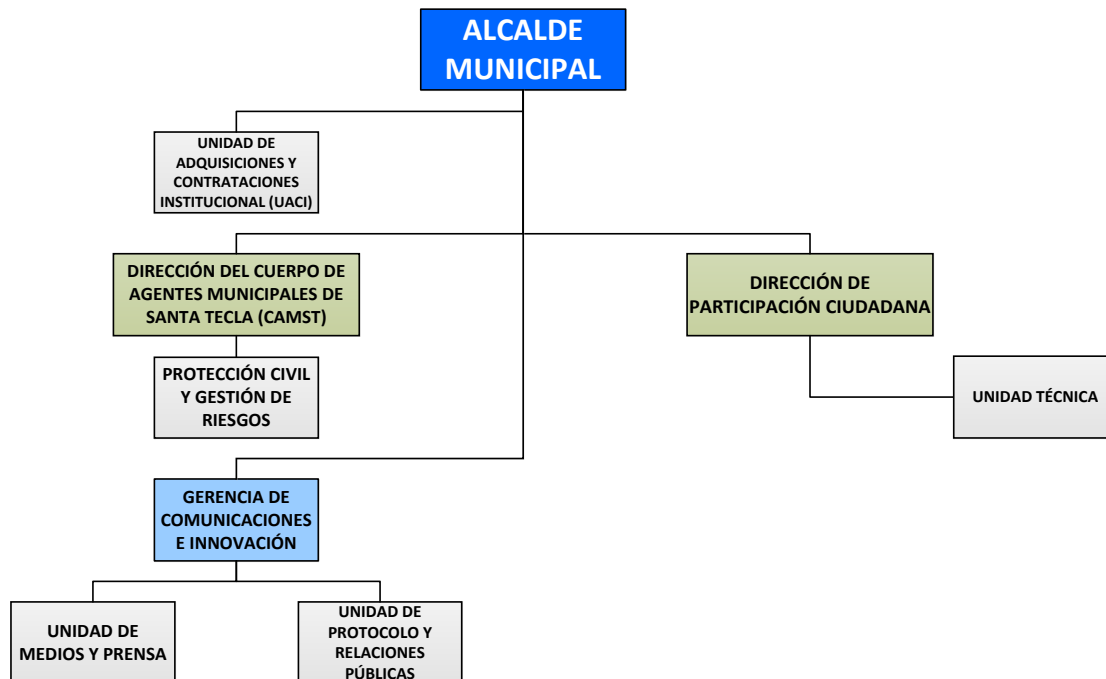 ALCALDE
MUNICIPAL
UNIDAD DE
ADQUISICIONES Y
CONTRATACIONES
INSTITUCIONAL (UACI)
DIRECCIÓN DEL CUERPO DE
AGENTES MUNICIPALES DE
SANTA TECLA (CAMST)
DIRECCIÓN DE
PARTICIPACIÓN CIUDADANA
PROTECCIÓN CIVIL
Y GESTIÓN DE
RIESGOS
UNIDAD TÉCNICA
GERENCIA DE
COMUNICACIONES
E INNOVACIÓN
UNIDAD DE
MEDIOS Y PRENSA
UNIDAD DE
PROTOCOLO Y
RELACIONES
PÚBLICAS